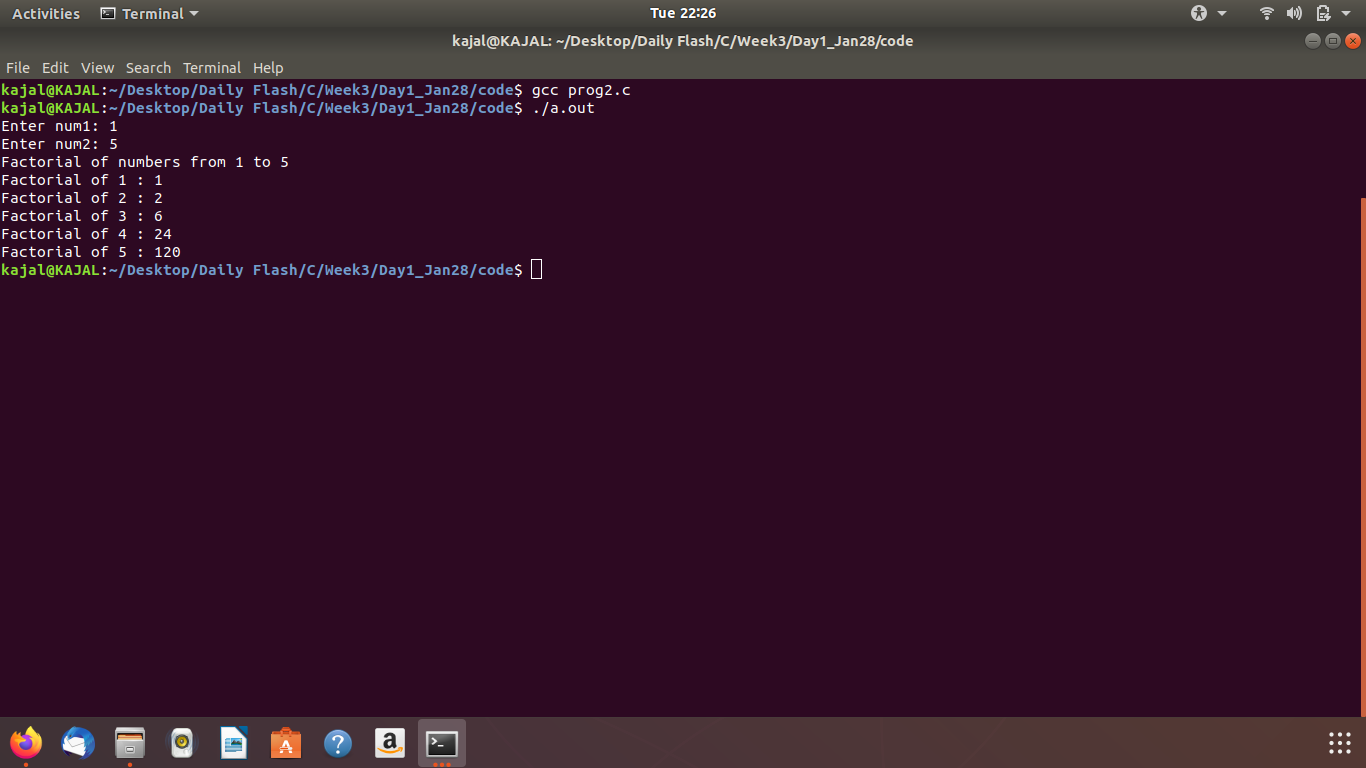 Activities Terminal Tue 22:26
kajal@KAJAL: ~/Desktop/Daily Flash/C/Week3/Day1_Jan28/code
File Edit View Search Terminal Help
kajal@KAJAL:~/Desktop/Daily Flash/C/Week3/Day1_Jan28/code$ gcc prog2.c
kajal@KAJAL:~/Desktop/Daily Flash/C/Week3/Day1_Jan28/code$ ./a.out
Enter num1: 1
Enter num2: 5
Factorial of numbers from 1 to 5
Factorial of 1 : 1
Factorial of 2 : 2
Factorial of 3 : 6
Factorial of 4 : 24
Factorial of 5 : 120
kajal@KAJAL:~/Desktop/Daily Flash/C/Week3/Day1_Jan28/code$